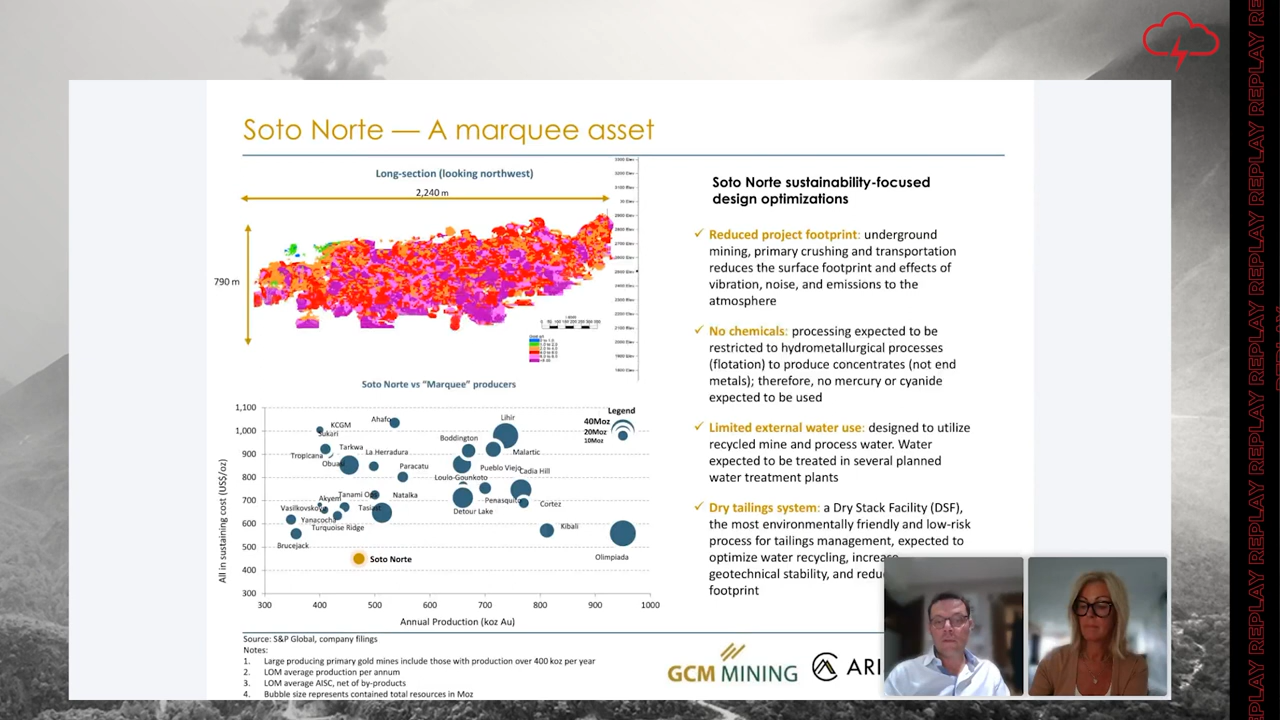 Soto Norte — A marquee asset
Long-section (looking northwest)
2,240 m
790 m
Soto Norte vs “Marquee” producers
1,100
1,000
900
800
700
600
500
400
300
300
400
500
600
700
800
900
1000
All in sustaining cost (US$/oz)
Annual Production (koz Au)
Legend
40Moz
20Moz
10Moz
KCGM
Sukari
Ahafo
Lihir
Tropicana
Tarkwa
Obuasi
La Herradura
Boddington
Malartic
Paracatu
Loulo-Gounkoto
Pueblo Viejo
Cadia Hill
Akyem
Tanami Ops
Natalka
Penasquito
Cortez
Vasilkovskoye
Yanacocha
Tasiast
Detour Lake
Turquoise Ridge
Kibali
Brucejack
Olimpiada
Soto Norte
Soto Norte sustainability-focused
design optimizations
✓ Reduced project footprint: underground
mining, primary crushing and transportation
reduces the surface footprint and effects of
vibration, noise, and emissions to the
atmosphere
✓ No chemicals: processing expected to be
restricted to hydrometallurgical processes
(flotation) to produce concentrates (not end
metals); therefore, no mercury or cyanide
expected to be used
✓ Limited external water use: designed to utilize
recycled mine and process water. Water
expected to be treated in several planned
water treatment plants
✓ Dry tailings system: a Dry Stack Facility (DSF),
the most environmentally friendly and low-risk
process for tailings management, expected to
optimize water recycling, increase
geotechnical stability, and redu
footprint
Source: S&P Global, company filings
Notes:
1. Large producing primary gold mines include those with production over 400 koz per year
2. LOM average production per annum
3. LOM average AISC, net of by-products
4. Bubble size represents contained total resources in Moz
GCM MINING
ARI
REPLAY REPLAY REPLAY REPLAY REPLAY REPLAY